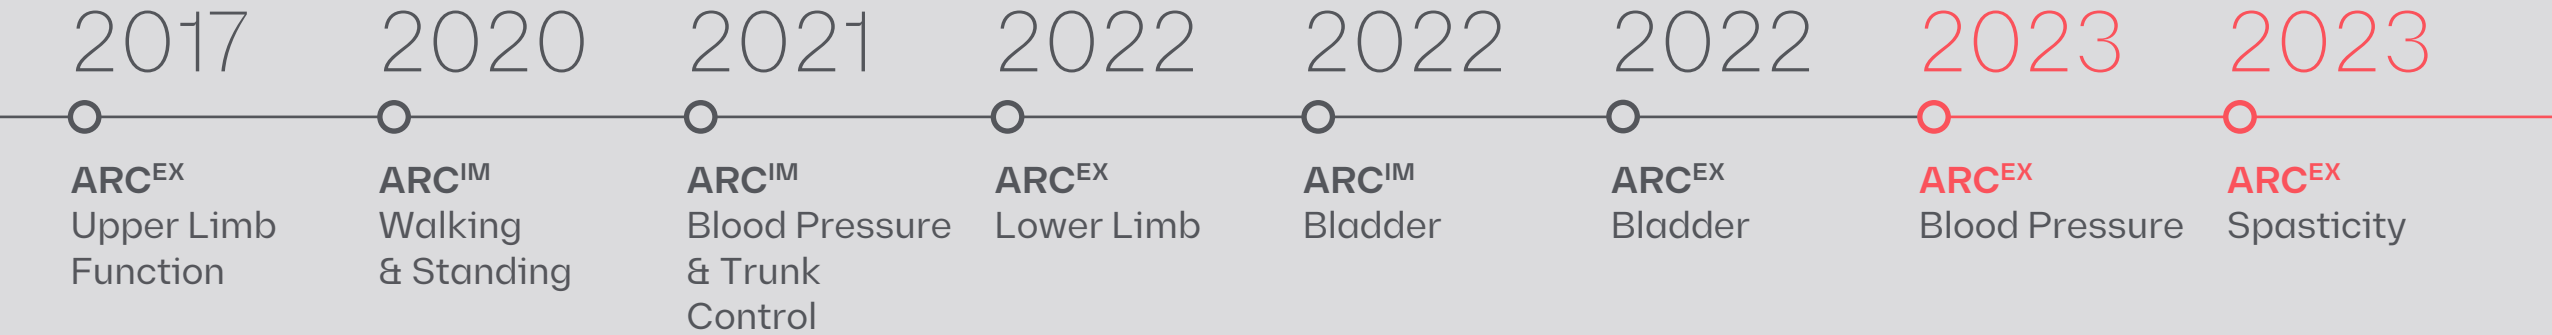 2017
ARCEX
Upper Limb
Function
2020
ARCIM
Walking
& Standing
2021
ARCIM
Blood Pressure
& Trunk
Control
2022
ARCEX
Lower Limb
2022
ARCIM
Bladder
2022
ARCEX
Bladder
2023
ARCEX
Blood Pressure
2023
ARCEX
Spasticity